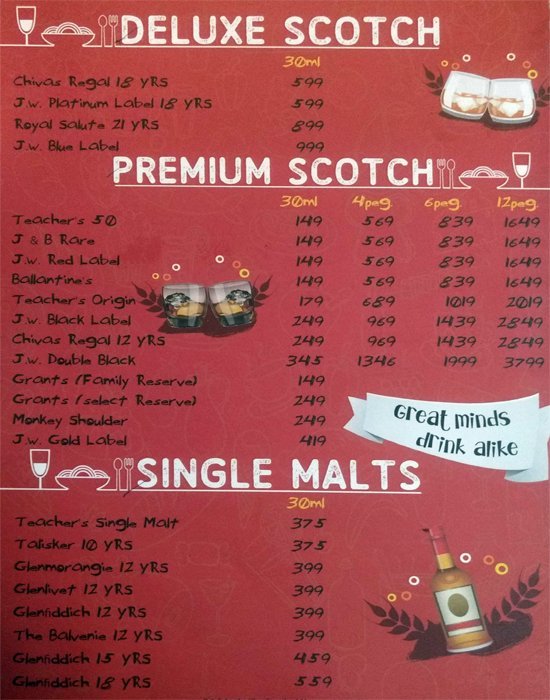 DELUXE SCOTCH
30ml
Chivas Regal 18 YRS 599
J.W. Platinum Label 18 YRS 599
Royal Salute 21 YRS 899
J.W. Blue Label 999
PREMIUM SCOTCH
30ml 4peg. 6peg. 12peg.
Teacher's 50 149 569 839 1649
J & B Rare 149 569 839 1649
J.W. Red Label 149 569 839 1649
Ballantine's 149 569 839 1649
Teacher's Origin 179 689 1019 2019
J.W. Black Label 249 969 1439 2849
Chivas Regal 12 YRS 249 969 1439 2849
J.W. Double Black 345 1346 1999 3799
Grants (Family Reserve) 149
Grants (select Reserve) 249
Monkey Shoulder 249
J.W. Gold Label 419
Great minds
drink alike
SINGLE MALTS
30ml
Teacher's Single Malt 375
Talisker 10 YRS 375
Glenmorangie 12 YRS 399
Glenlivet 12 YRS 399
Glenfiddich 12 YRS 399
The Balvenie 12 YRS 399
Glenfiddich 15 YRS 459
Glenfiddich 18 YRS 559